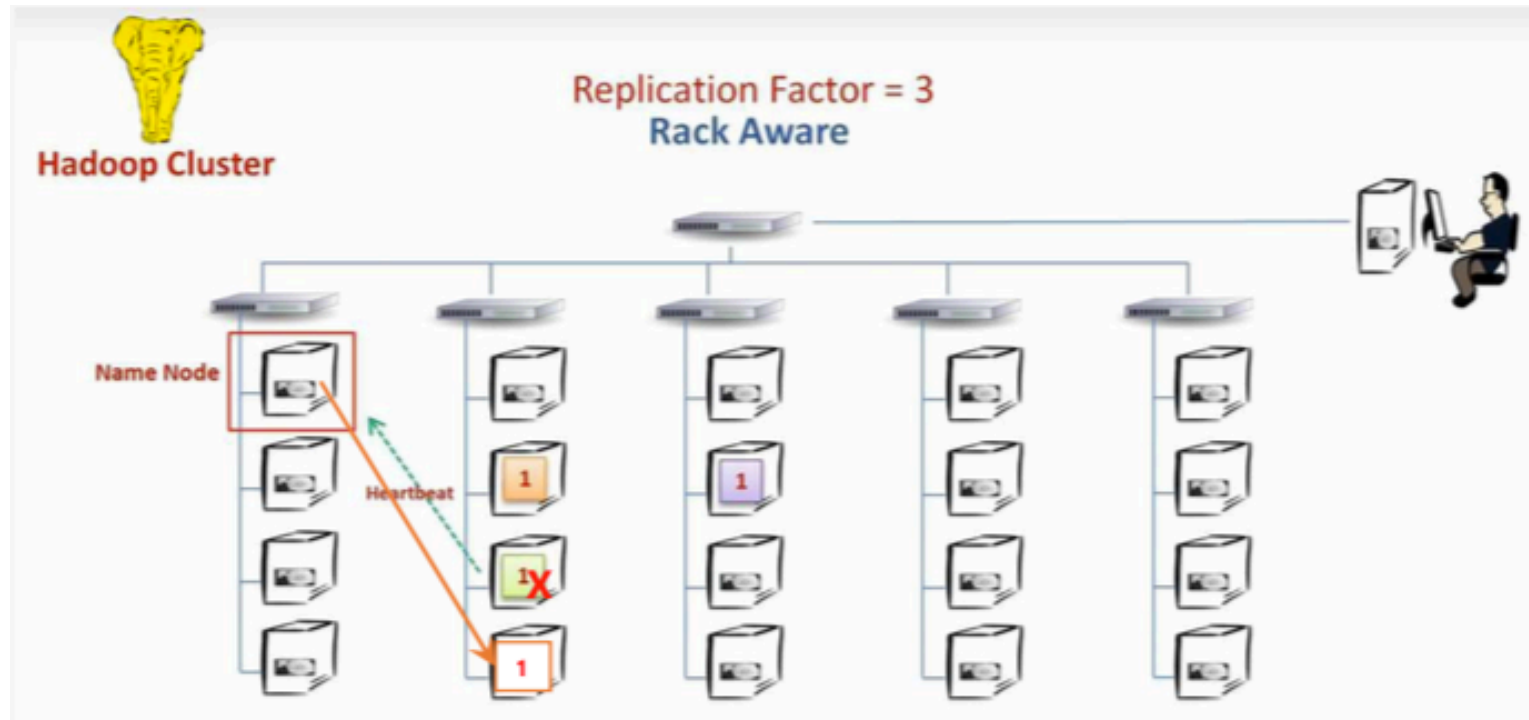 Replication Factor = 3
Rack Aware
Hadoop Cluster
Name Node
Heartbeat
1
1
1
X
1